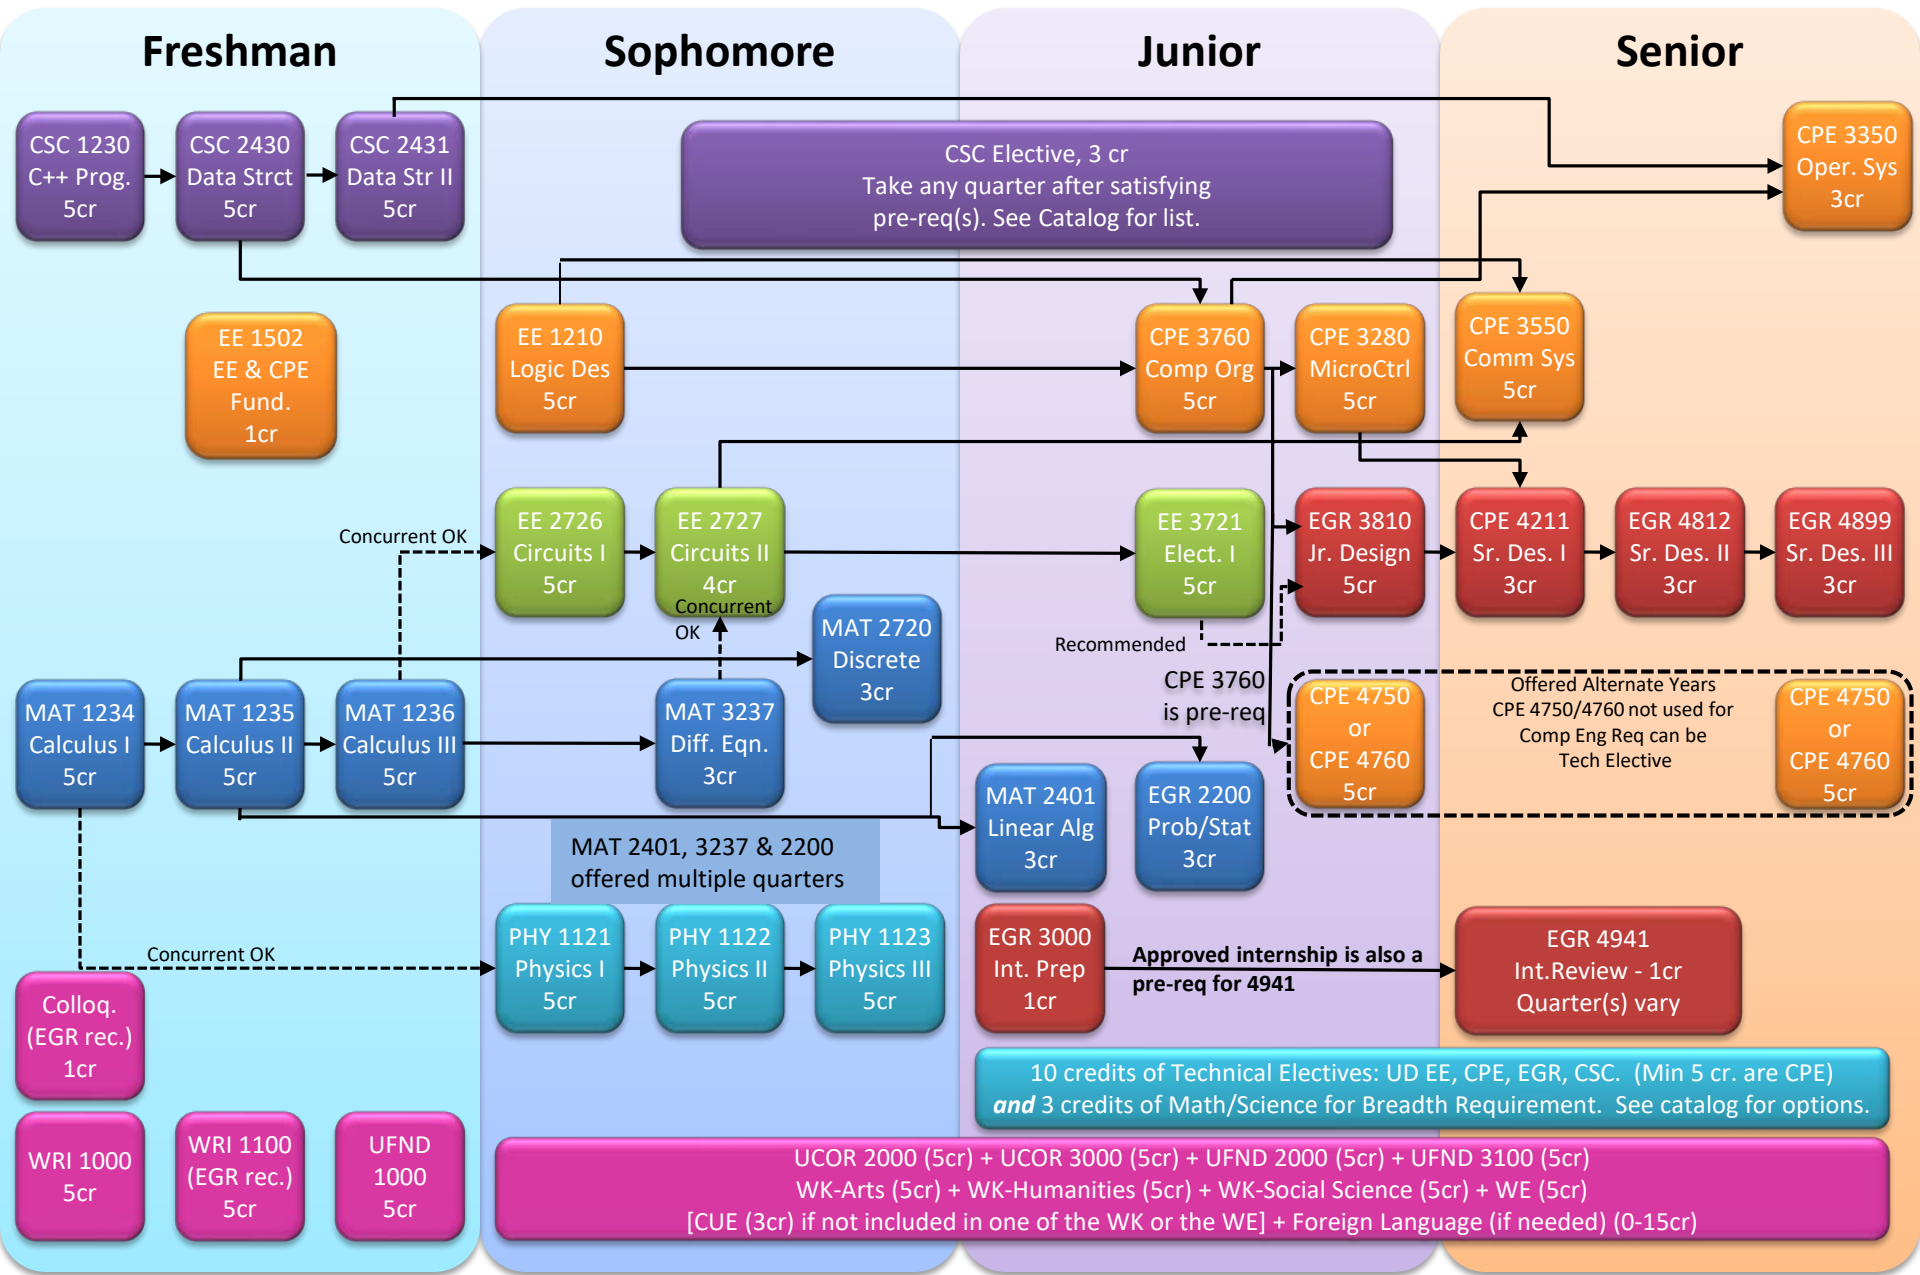 Freshman
Sophomore
Junior
Senior
CSC 1230
C++ Prog.
5cr
CSC 2430
Data Strct
5cr
CSC 2431
Data Str II
5cr
CSC Elective, 3 cr
Take any quarter after satisfying
pre-req(s). See Catalog for list.
CPE 3350
Oper. Sys
3cr
EE 1502
EE & CPE
Fund.
1cr
EE 1210
Logic Des
5cr
CPE 3760
Comp Org
5cr
CPE 3280
MicroCtrl
5cr
CPE 3550
Comm Sys
5cr
Concurrent OK
EE 2726
Circuits I
5cr
EE 2727
Circuits II
4cr
Concurrent
OK
EE 3721
Elect. I
5cr
EGR 3810
Jr. Design
5cr
CPE 4211
Sr. Des. I
3cr
EGR 4812
Sr. Des. II
3cr
EGR 4899
Sr. Des. III
3cr
Recommended
MAT 2720
Discrete
3cr
MAT 1234
Calculus I
5cr
MAT 1235
Calculus II
5cr
MAT 1236
Calculus III
5cr
MAT 3237
Diff. Eqn.
3cr
CPE 3760
is pre-req
CPE 4750
or
CPE 4760
5cr
Offered Alternate Years
CPE 4750/4760 not used for
Comp Eng Req can be
Tech Elective
CPE 4750
or
CPE 4760
5cr
MAT 2401
Linear Alg
3cr
EGR 2200
Prob/Stat
3cr
MAT 2401, 3237 & 2200
offered multiple quarters
Concurrent OK
PHY 1121
Physics I
5cr
PHY 1122
Physics II
5cr
PHY 1123
Physics III
5cr
EGR 3000
Int. Prep
1cr
Approved internship is also a
pre-req for 4941
EGR 4941
Int.Review - 1cr
Quarter(s) vary
Colloq.
(EGR rec.)
1cr
10 credits of Technical Electives: UD EE, CPE, EGR, CSC.  (Min 5 cr. are CPE)
and 3 credits of Math/Science for Breadth Requirement.  See catalog for options.
WRI 1000
5cr
WRI 1100
(EGR rec.)
5cr
UFND
1000
5cr
UCOR 2000 (5cr) + UCOR 3000 (5cr) + UFND 2000 (5cr) + UFND 3100 (5cr)
WK-Arts (5cr) + WK-Humanities (5cr) + WK-Social Science (5cr) + WE (5cr)
[CUE (3cr) if not included in one of the WK or the WE] + Foreign Language (if needed) (0-15cr)